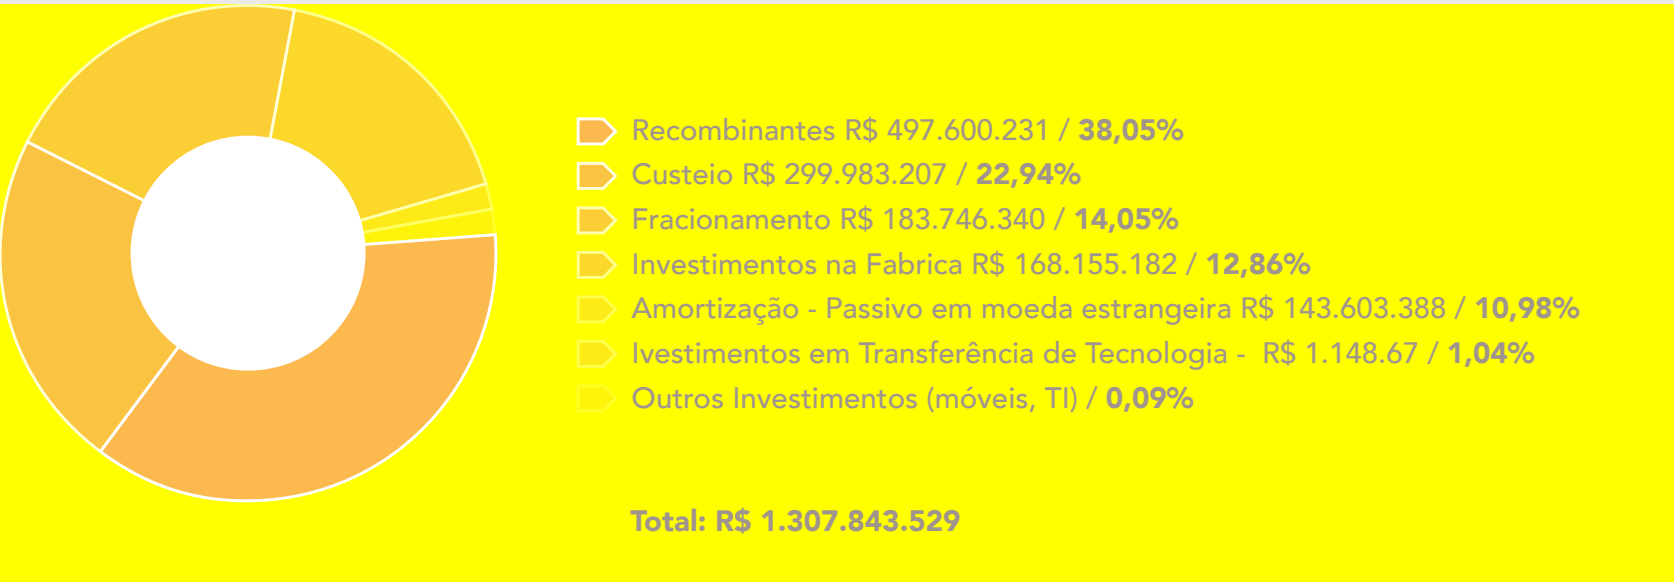 Recombinantes R$ 497.600.231 / 38,05%
Custeio R$ 299.983.207 / 22,94%
Fracionamento R$ 183.746.340 / 14,05%
Investimentos na Fabrica R$ 168.155.182 / 12,86%
Amortização - Passivo em moeda estrangeira R$ 143.603.388 / 10,98%
Ivestimentos em Transferência de Tecnologia - R$ 1.148.67 / 1,04%
Outros Investimentos (móveis, TI) / 0,09%
Total: R$ 1.307.843.529